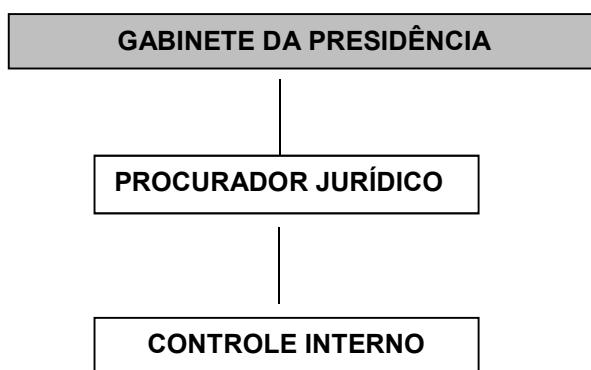 GABINETE DA PRESIDÊNCIA
PROCURADOR JURÍDICO
CONTROLE INTERNO